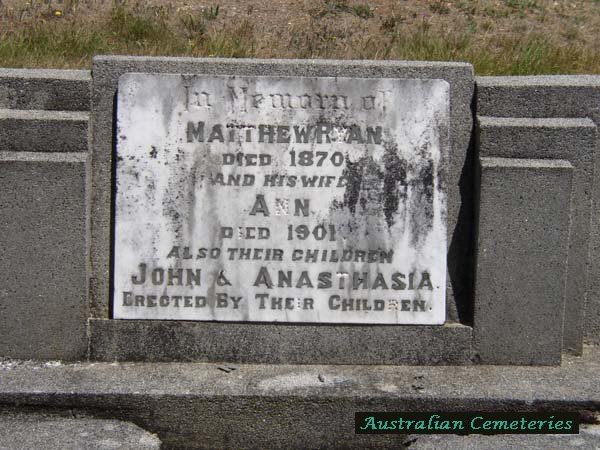 In Memory of
MATTHEW RYAN
DIED 1870
AND HIS WIFE
ANN
DIED 1901
ALSO THEIR CHILDREN
JOHN & ANASTHASIA
ERECTED BY THEIR CHILDREN.
Australian Cemeteries